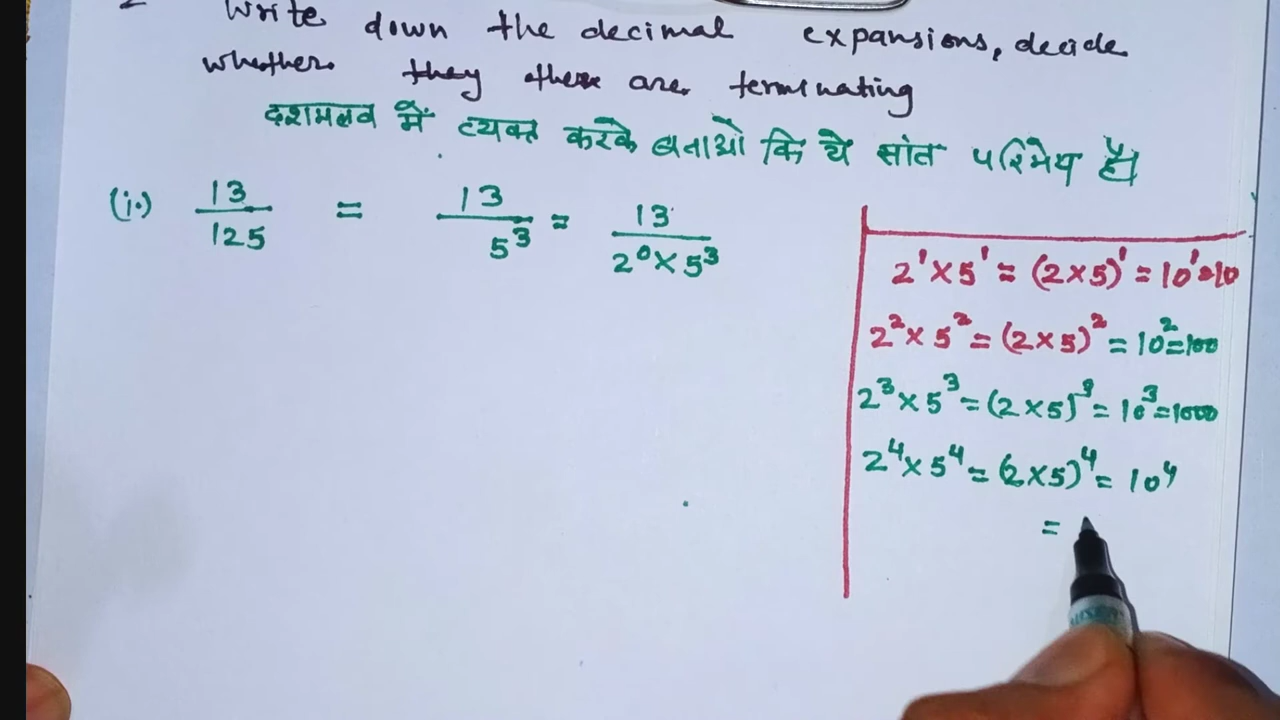 Write down the decimal expansions, decide
whether they these are terminating
दशमलव में व्यक्त करके बताओ कि ये सांत परिमेय हैं।
(i.) 13/125 = 13/5³ = 13/2⁰×5³
2¹×5¹ = (2×5)¹ = 10¹=10
2²×5² = (2×5)² = 10²=100
2³×5³ = (2×5)³ = 10³=1000
2⁴×5⁴ = (2×5)⁴ = 10⁴
=